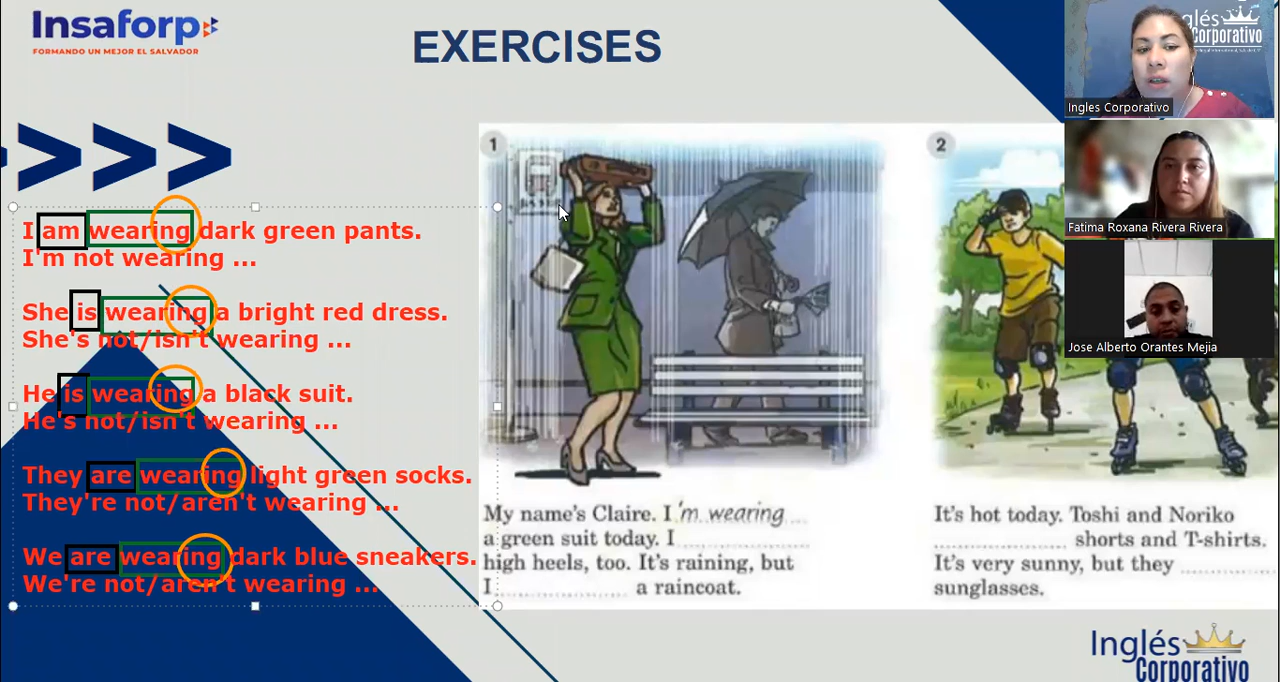 Insaforp
FORMANDO UN MEJOR EL SALVADOR
EXERCISES
I am wearing dark green pants.
I'm not wearing ...
She is wearing a bright red dress.
She's not/isn't wearing ...
He is wearing a black suit.
He's not/isn't wearing ...
They are wearing light green socks.
They're not/aren't wearing ...
We are wearing dark blue sneakers.
We're not/aren't wearing ...
1
My name's Claire. I 'm wearing
a green suit today. I
high heels, too. It's raining, but
I a raincoat.
2
It's hot today. Toshi and Noriko
shorts and T-shirts.
It's very sunny, but they
sunglasses.
glés
Corporativo
Ingles Corporativo
Fatima Roxana Rivera Rivera
Jose Alberto Orantes Mejia
Inglés
Corporativo